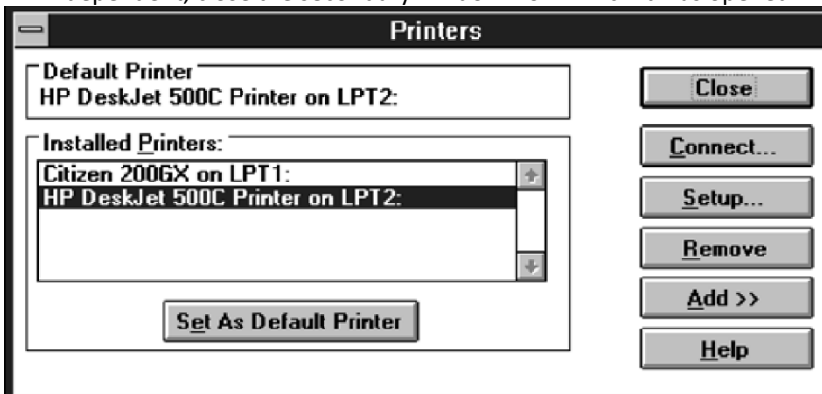 Printers
Default Printer
HP DeskJet 500C Printer on LPT2:
Installed Printers:
Citizen 200GX on LPT1:
HP DeskJet 500C Printer on LPT2:
Set As Default Printer
Close
Connect...
Setup...
Remove
Add >>
Help